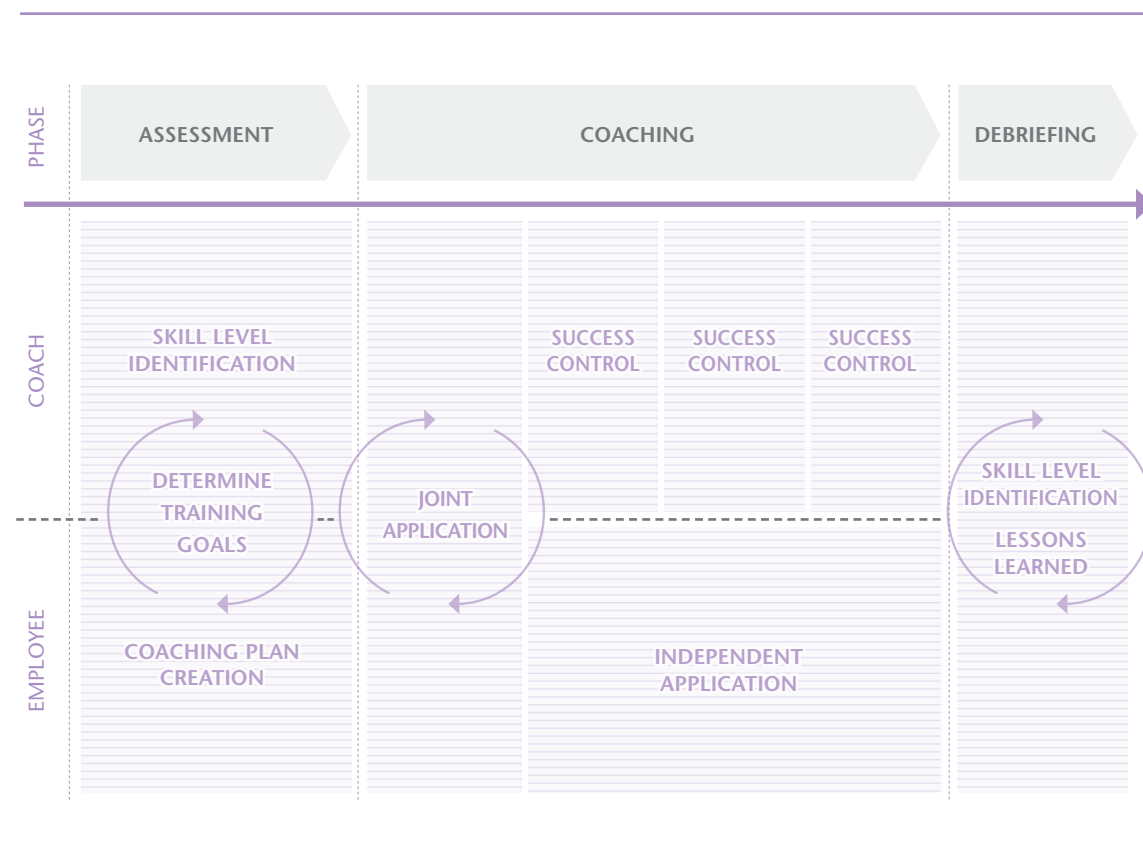 PHASE
ASSESSMENT
COACHING
DEBRIEFING
COACH
SKILL LEVEL
IDENTIFICATION
SUCCESS
CONTROL
SUCCESS
CONTROL
SUCCESS
CONTROL
DETERMINE
TRAINING
GOALS
JOINT
APPLICATION
SKILL LEVEL
IDENTIFICATION
LESSONS
LEARNED
EMPLOYEE
COACHING PLAN
CREATION
INDEPENDENT
APPLICATION